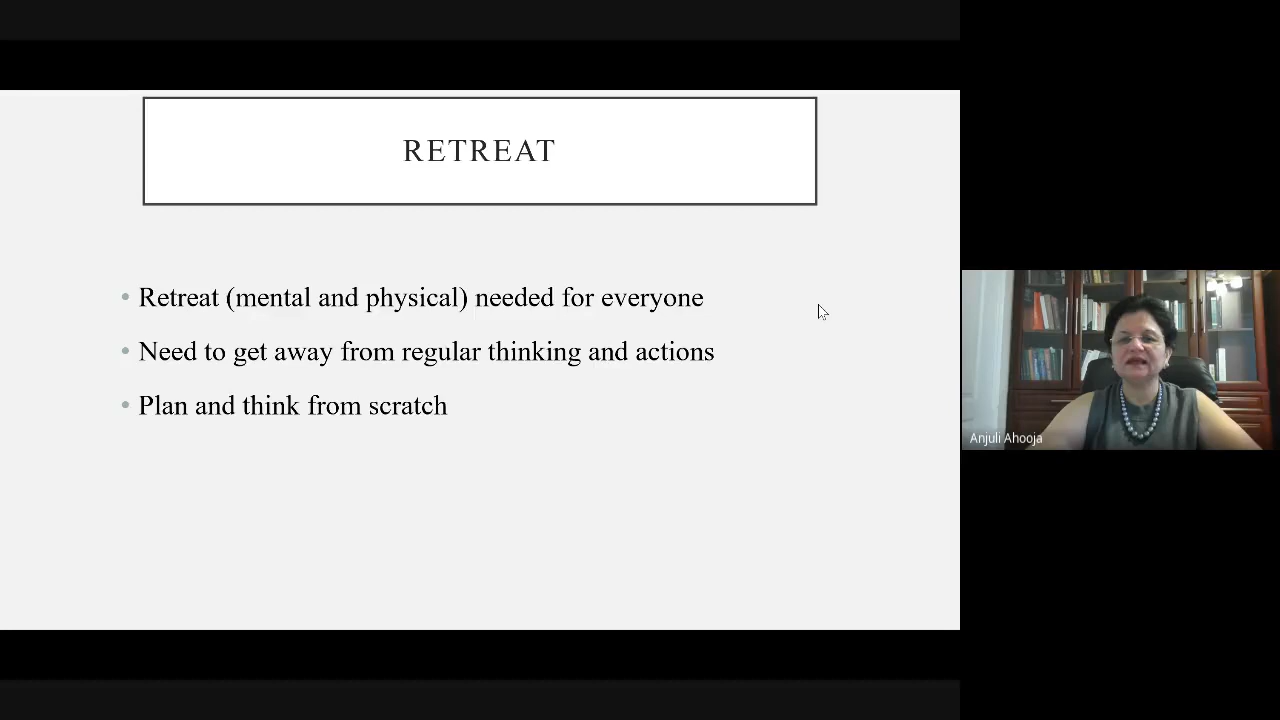 RETREAT
• Retreat (mental and physical) needed for everyone
• Need to get away from regular thinking and actions
• Plan and think from scratch
Anjuli Ahooja